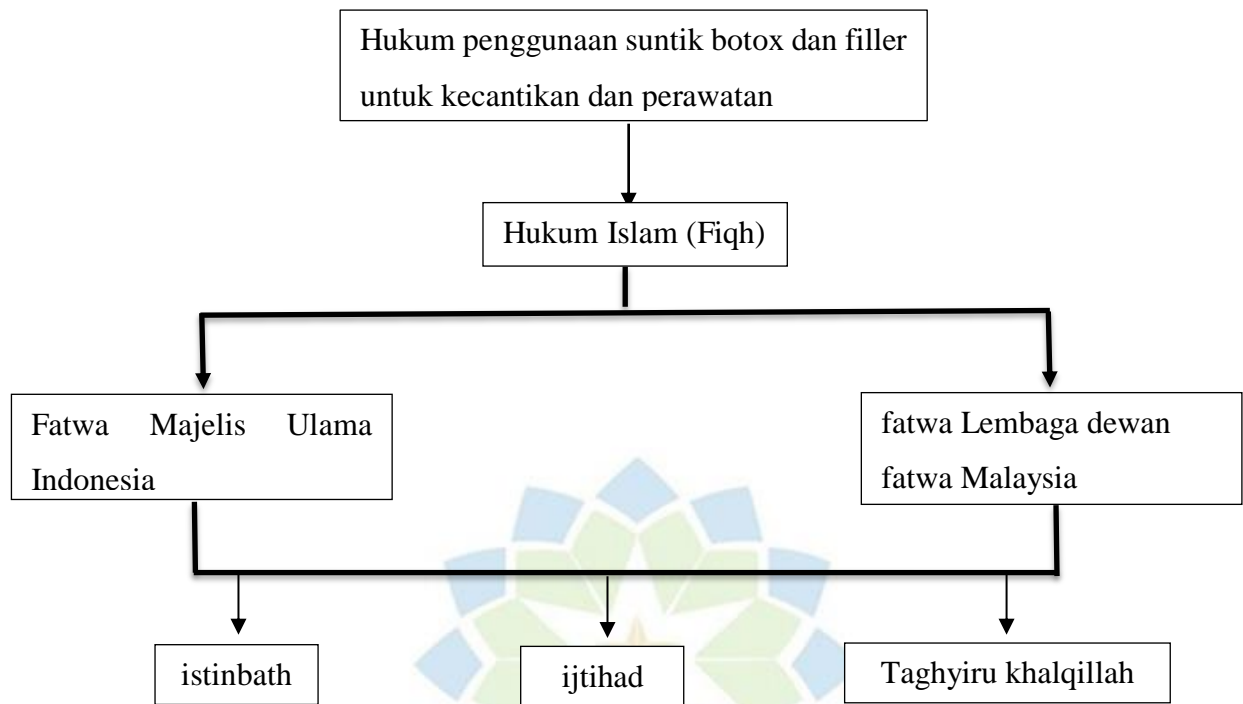 Hukum penggunaan suntik botox dan filler
untuk kecantikan dan perawatan
Hukum Islam (Fiqh)
Fatwa Majelis Ulama
Indonesia
fatwa Lembaga dewan
fatwa Malaysia
istinbath
ijtihad
Taghyiru khalqillah